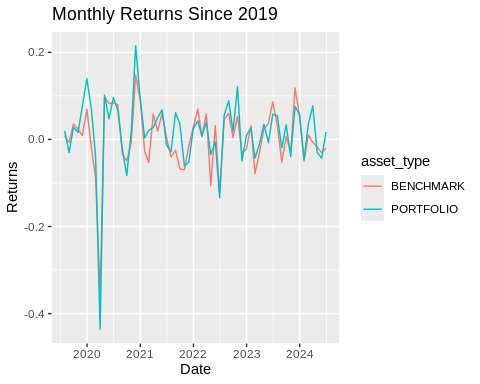 Monthly Returns Since 2019
0.2
0.0
-0.2
-0.4
Returns
2020
2021
2022
2023
2024
Date
asset_type
BENCHMARK
PORTFOLIO